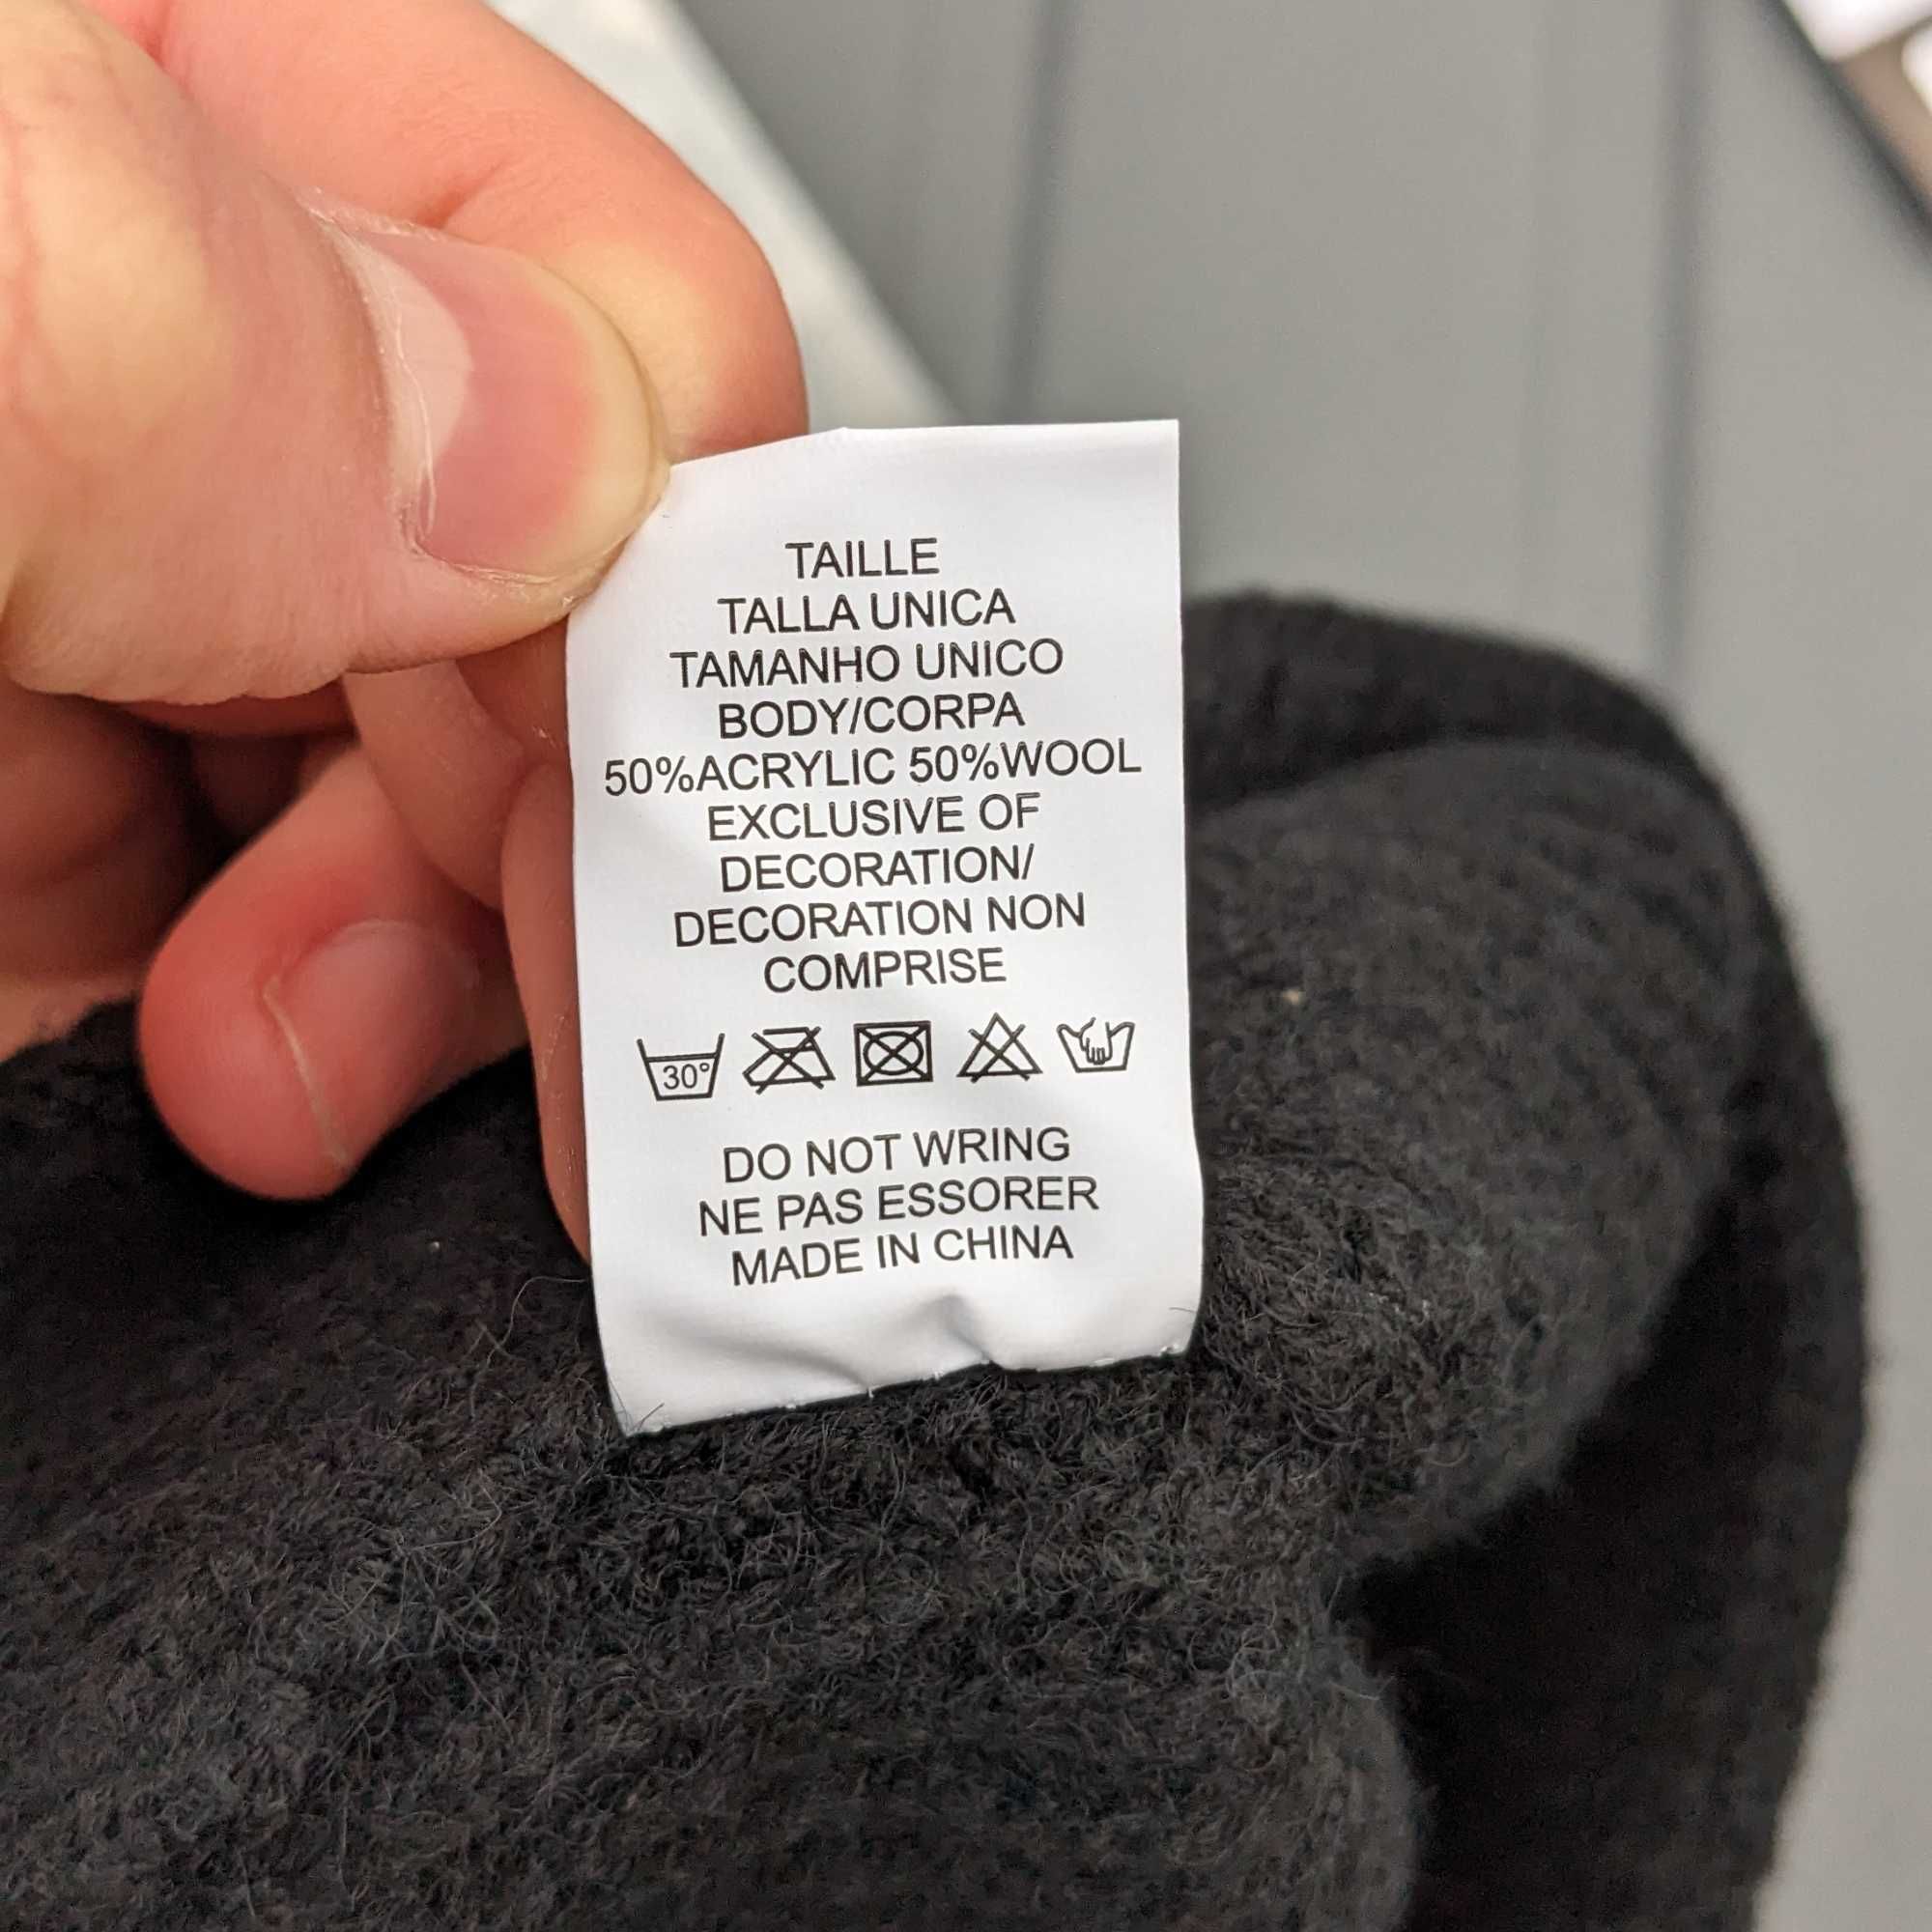 TAILLE
TALLA UNICA
TAMANHO UNICO
BODY/CORPA
50%ACRYLIC 50%WOOL
EXCLUSIVE OF
DECORATION/
DECORATION NON
COMPRISE
30°
DO NOT WRING
NE PAS ESSORER
MADE IN CHINA